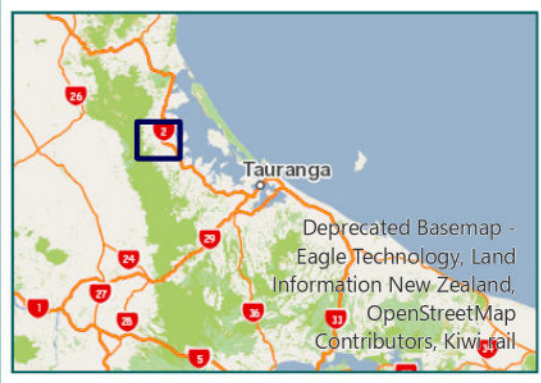 26
2
Tauranga
Deprecated Basemap -
29
Eagle Technology, Land
24
Information New Zealand,
27
1
36
OpenStreetMap
28
33
Contributors, Kiwi rail
34
5